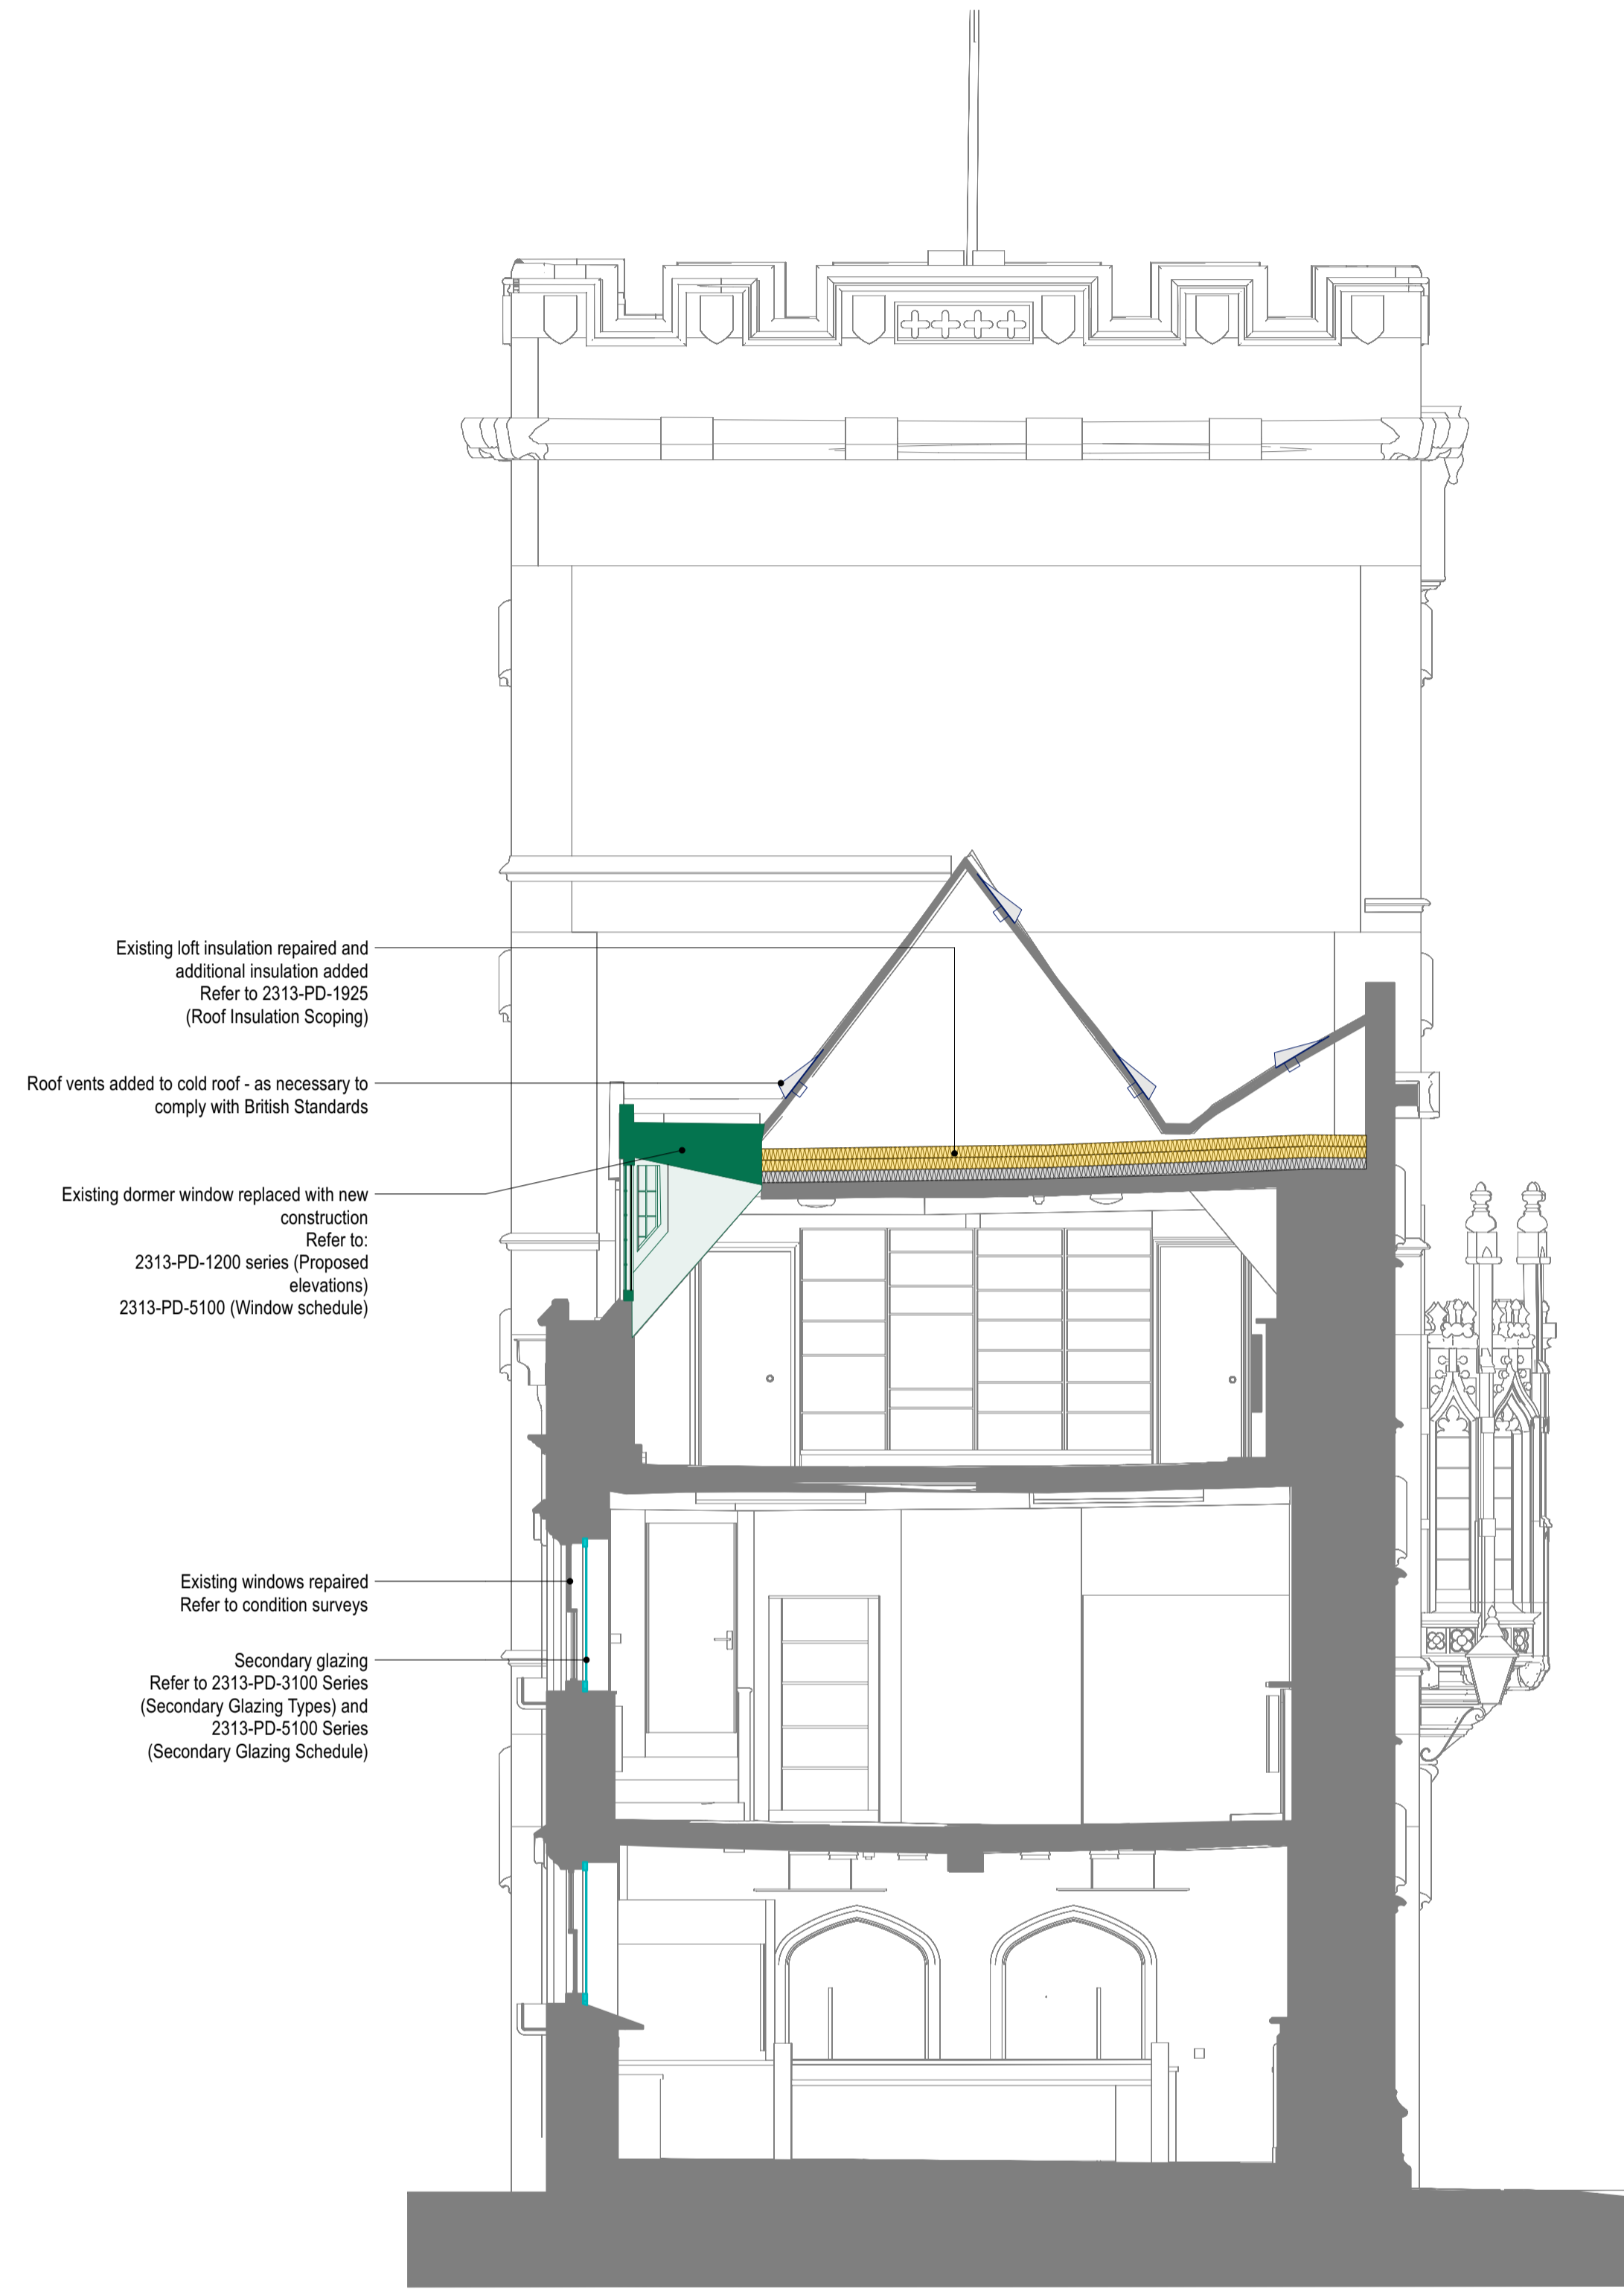 Existing loft insulation repaired and
additional insulation added
Refer to 2313-PD-1925
(Roof Insulation Scoping)
Roof vents added to cold roof - as necessary to
comply with British Standards
Existing dormer window replaced with new
construction
Refer to:
2313-PD-1200 series (Proposed
elevations)
2313-PD-5100 (Window schedule)
Existing windows repaired
Refer to condition surveys
Secondary glazing
Refer to 2313-PD-3100 Series
(Secondary Glazing Types) and
2313-PD-5100 Series
(Secondary Glazing Schedule)